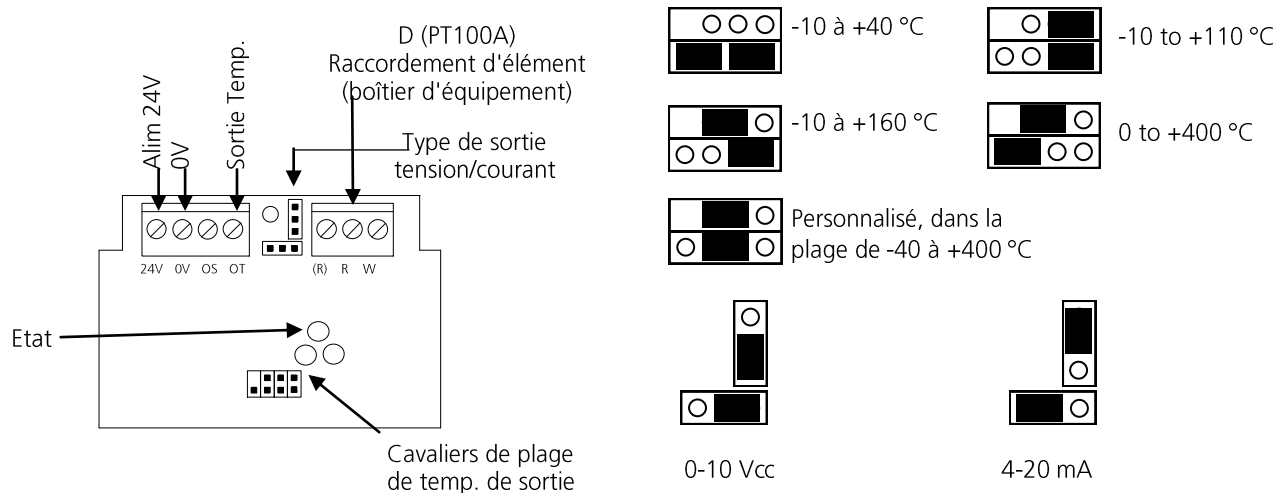 D (PT100A)
Raccordement d'élément
(boîtier d'équipement)
Alim 24V
0V
Sortie Temp.
Type de sortie
tension/courant
24V 0V OS OT (R) R W
Etat
Cavaliers de plage
de temp. de sortie
-10 à +40 °C
-10 to +110 °C
-10 à +160 °C
0 to +400 °C
Personnalisé, dans la
plage de -40 à +400 °C
0-10 Vcc
4-20 mA